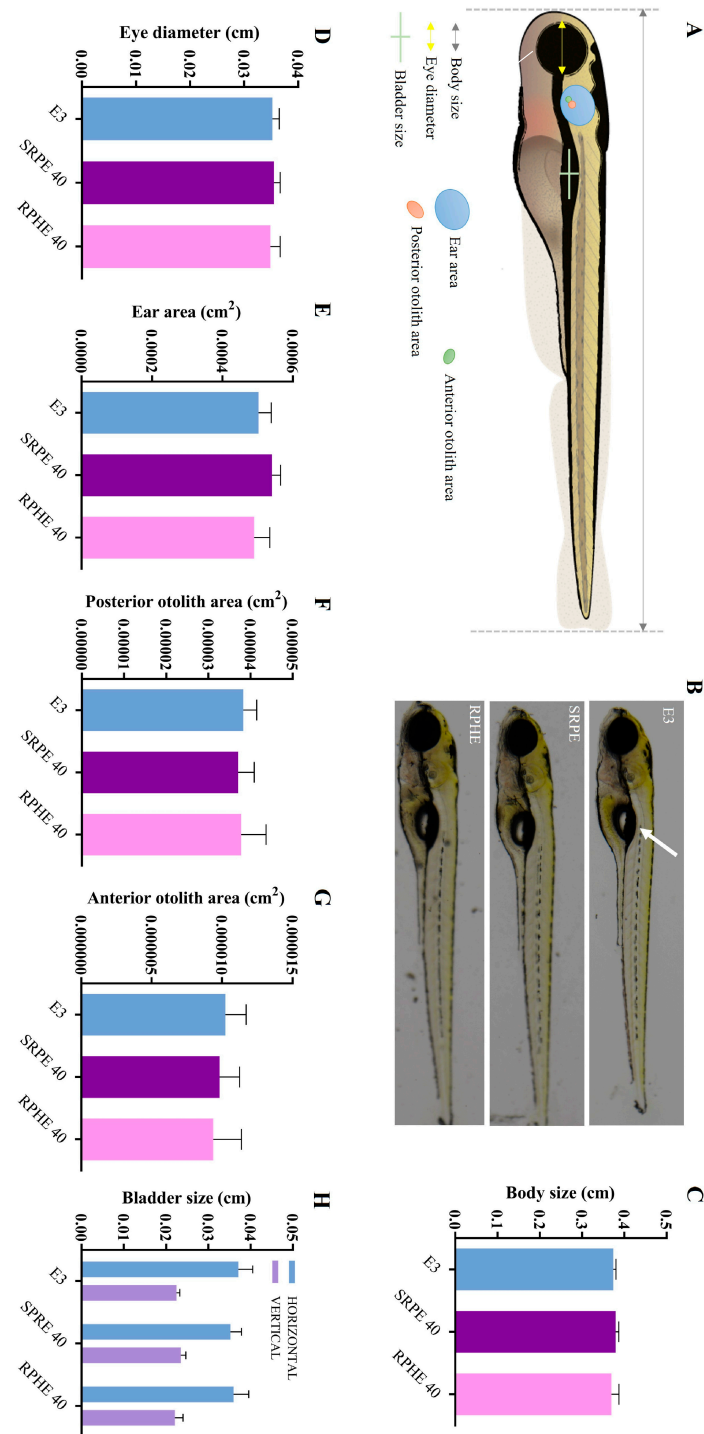 A
Body size
Eye diameter
Bladder size
Ear area
Posterior otolith area
Anterior otolith area
B
E3
SRPE
RPHE
C
Body size (cm)
0.0
0.1
0.2
0.3
0.4
0.5
E3
SRPE 40
RPHE 40
D
Eye diameter (cm)
0.00
0.01
0.02
0.03
0.04
E3
SRPE 40
RPHE 40
E
Ear area (cm²)
0.0000
0.0002
0.0004
0.0006
E3
SRPE 40
RPHE 40
F
Posterior otolith area (cm²)
0.00000
0.00001
0.00002
0.00003
0.00004
0.00005
E3
SRPE 40
RPHE 40
G
Anterior otolith area (cm²)
0.000000
0.000005
0.000010
0.000015
E3
SRPE 40
RPHE 40
H
Bladder size (cm)
0.00
0.01
0.02
0.03
0.04
0.05
HORIZONTAL
VERTICAL
E3
SPRE 40
RPHE 40